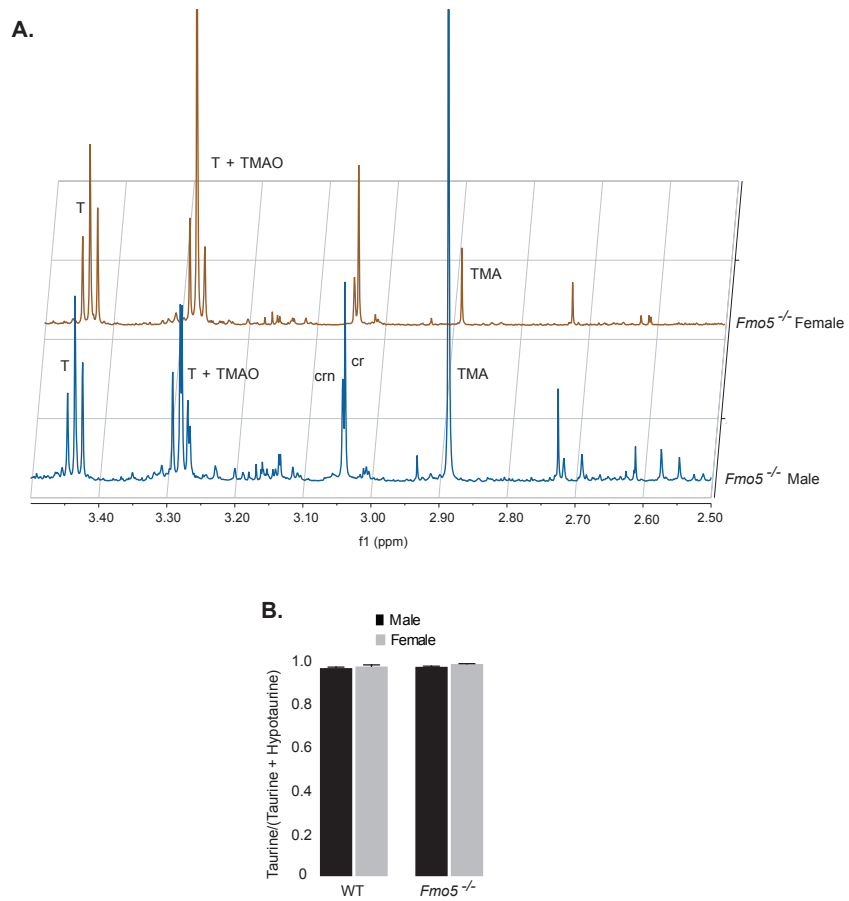 A.
T + TMAO
T
TMA
Fmo5 -/- Female
T
T + TMAO
crn
cr
TMA
Fmo5 -/- Male
3.40 3.30 3.20 3.10 3.00 2.90 2.80 2.70 2.60 2.50
f1 (ppm)
B.
Male
Female
Taurine/(Taurine + Hypotaurine)
1.0
0.8
0.6
0.4
0.2
0
WT Fmo5 -/-